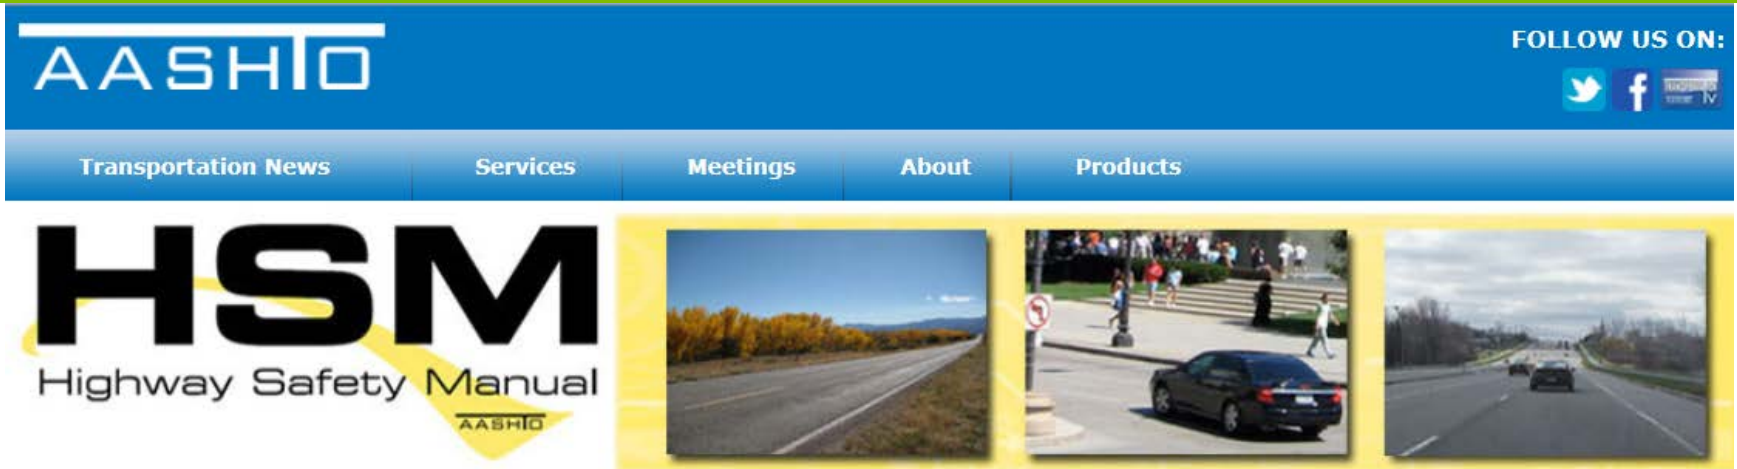 AASHTO
FOLLOW US ON:
Transportation News Services Meetings About Products
HSM
Highway Safety Manual
AASHTO